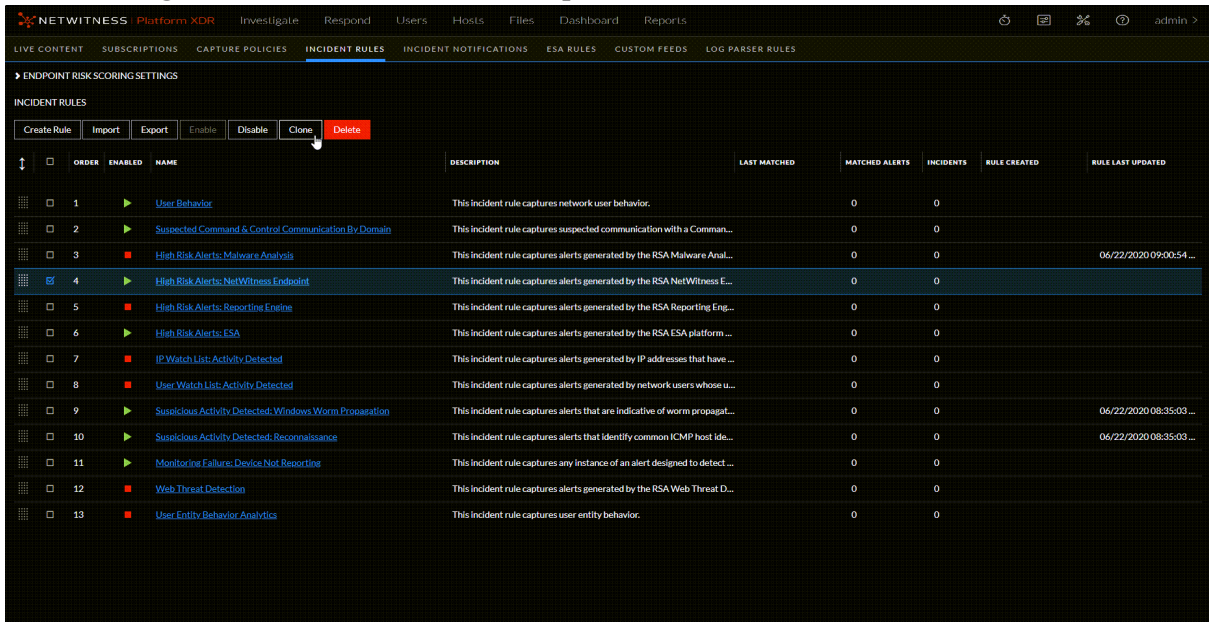 NETWITNESS Platform XDR Investigate Respond Users Hosts Files Dashboard Reports admin >
LIVE CONTENT SUBSCRIPTIONS CAPTURE POLICIES INCIDENT RULES INCIDENT NOTIFICATIONS ESA RULES CUSTOM FEEDS LOG PARSER RULES
ENDPOINT RISK SCORING SETTINGS
INCIDENT RULES
Create Rule Import Export Enable Disable Clone Delete
ORDER ENABLED NAME DESCRIPTION LAST MATCHED MATCHED ALERTS INCIDENTS RULE CREATED RULE LAST UPDATED
1 User Behavior This incident rule captures network user behavior. 0 0
2 Suspected Command & Control Communication By Domain This incident rule captures suspected communication with a Comman... 0 0
3 High Risk Alerts: Malware Analysis This incident rule captures alerts generated by the RSA Malware Anal... 0 0 06/22/2020 09:00:54 ...
4 High Risk Alerts: NetWitness Endpoint This incident rule captures alerts generated by the RSA NetWitness E... 0 0
5 High Risk Alerts: Reporting Engine This incident rule captures alerts generated by the RSA Reporting Eng... 0 0
6 High Risk Alerts: ESA This incident rule captures alerts generated by the RSA ESA platform ... 0 0
7 IP Watch List: Activity Detected This incident rule captures alerts generated by IP addresses that have ... 0 0
8 User Watch List: Activity Detected This incident rule captures alerts generated by network users whose u... 0 0
9 Suspicious Activity Detected: Windows Worm Propagation This incident rule captures alerts that are indicative of worm propagat... 0 0 06/22/2020 08:35:03 ...
10 Suspicious Activity Detected: Reconnaissance This incident rule captures alerts that identify common ICMP host ide... 0 0 06/22/2020 08:35:03 ...
11 Monitoring Failure: Device Not Reporting This incident rule captures any instance of an alert designed to detect ... 0 0
12 Web Threat Detection This incident rule captures alerts generated by the RSA Web Threat D... 0 0
13 User Entity Behavior Analytics This incident rule captures user entity behavior. 0 0